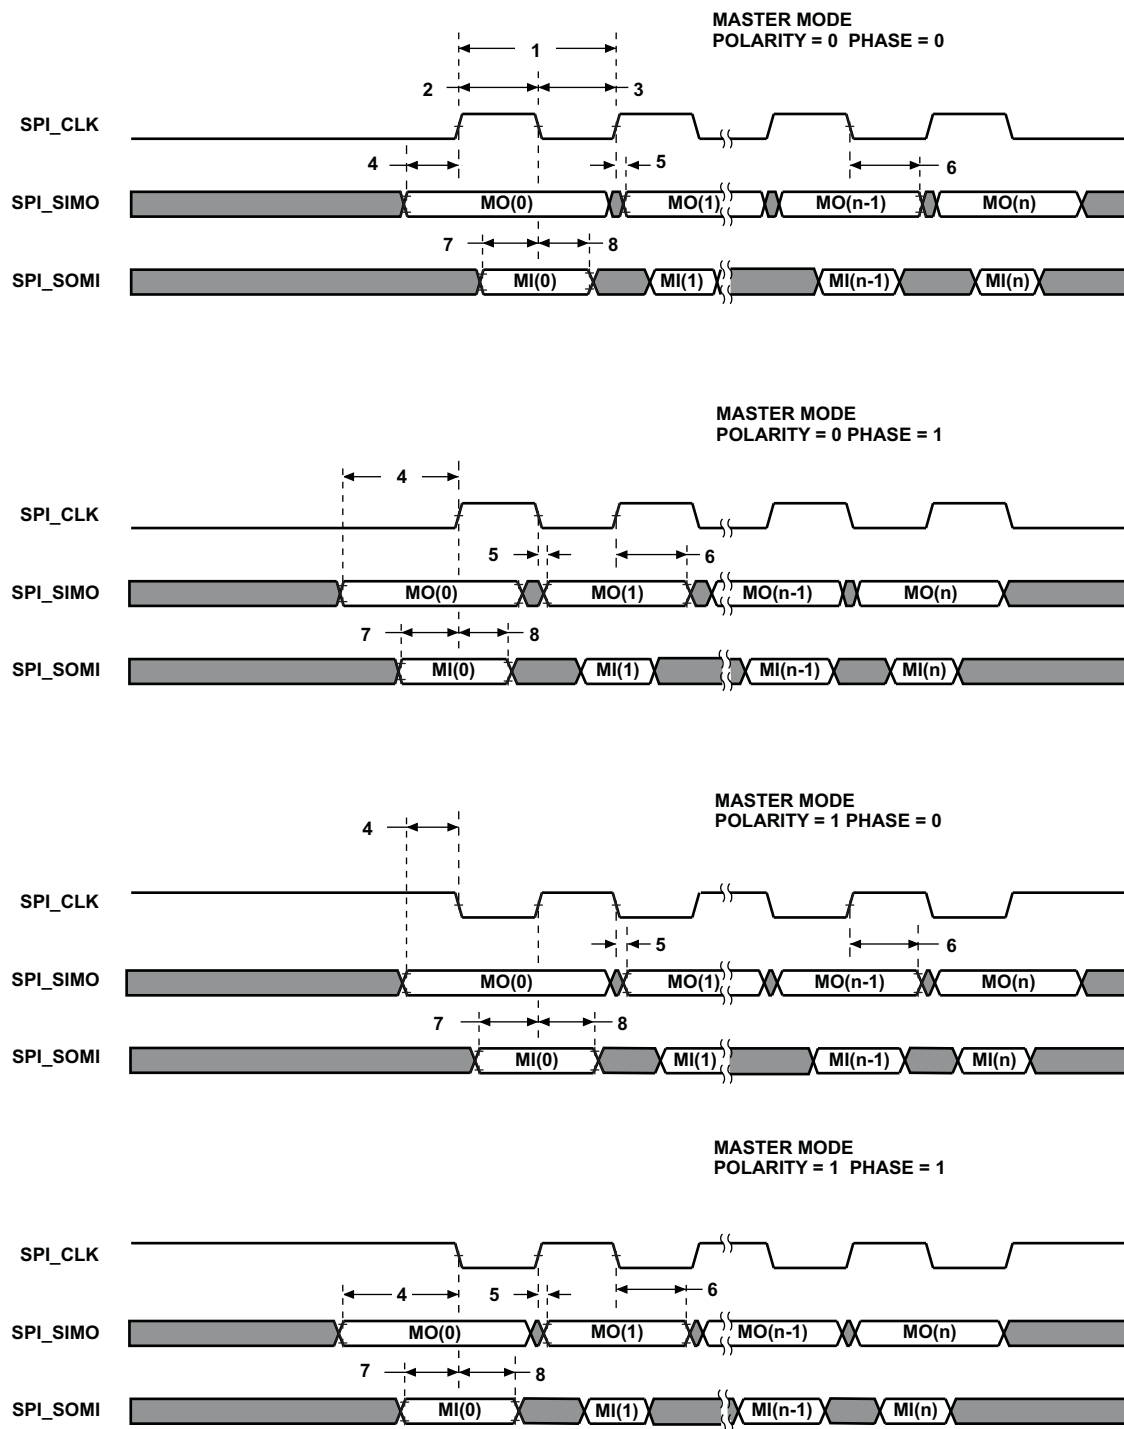 MASTER MODE
POLARITY = 0 PHASE = 0
1
2
3
SPI_CLK
4
5
6
SPI_SIMO
MO(0)
MO(1)
MO(n-1)
MO(n)
7
8
SPI_SOMI
MI(0)
MI(1)
MI(n-1)
MI(n)
MASTER MODE
POLARITY = 0 PHASE = 1
4
SPI_CLK
5
6
SPI_SIMO
MO(0)
MO(1)
MO(n-1)
MO(n)
7
8
SPI_SOMI
MI(0)
MI(1)
MI(n-1)
MI(n)
MASTER MODE
POLARITY = 1 PHASE = 0
4
SPI_CLK
5
6
SPI_SIMO
MO(0)
MO(1)
MO(n-1)
MO(n)
7
8
SPI_SOMI
MI(0)
MI(1)
MI(n-1)
MI(n)
MASTER MODE
POLARITY = 1 PHASE = 1
SPI_CLK
4
5
6
SPI_SIMO
MO(0)
MO(1)
MO(n-1)
MO(n)
7
8
SPI_SOMI
MI(0)
MI(1)
MI(n-1)
MI(n)